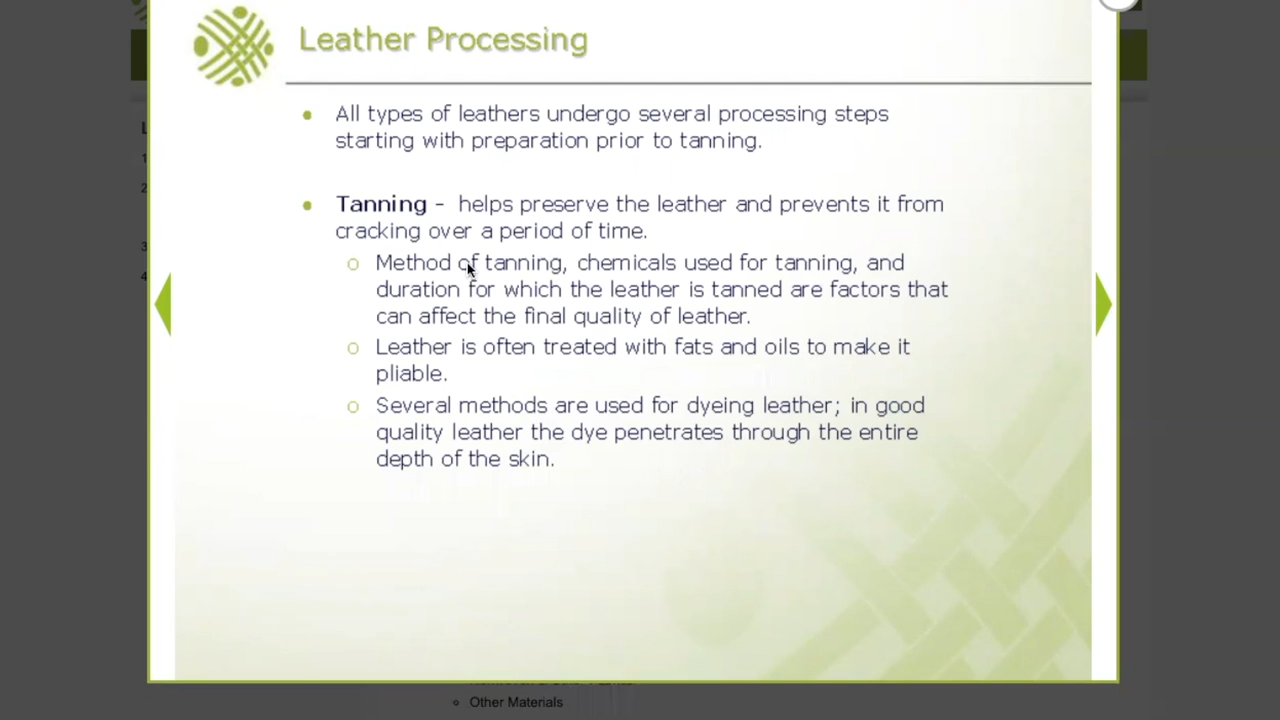 Leather Processing
All types of leathers undergo several processing steps
starting with preparation prior to tanning.
Tanning - helps preserve the leather and prevents it from
cracking over a period of time.
Method of tanning, chemicals used for tanning, and
duration for which the leather is tanned are factors that
can affect the final quality of leather.
Leather is often treated with fats and oils to make it
pliable.
Several methods are used for dyeing leather; in good
quality leather the dye penetrates through the entire
depth of the skin.
L
1
2
3
4
Other Materials